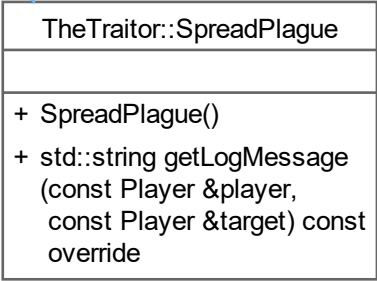 TheTraitor::SpreadPlague
+ SpreadPlague()
+ std::string getLogMessage
(const Player &player,
const Player &target) const
override